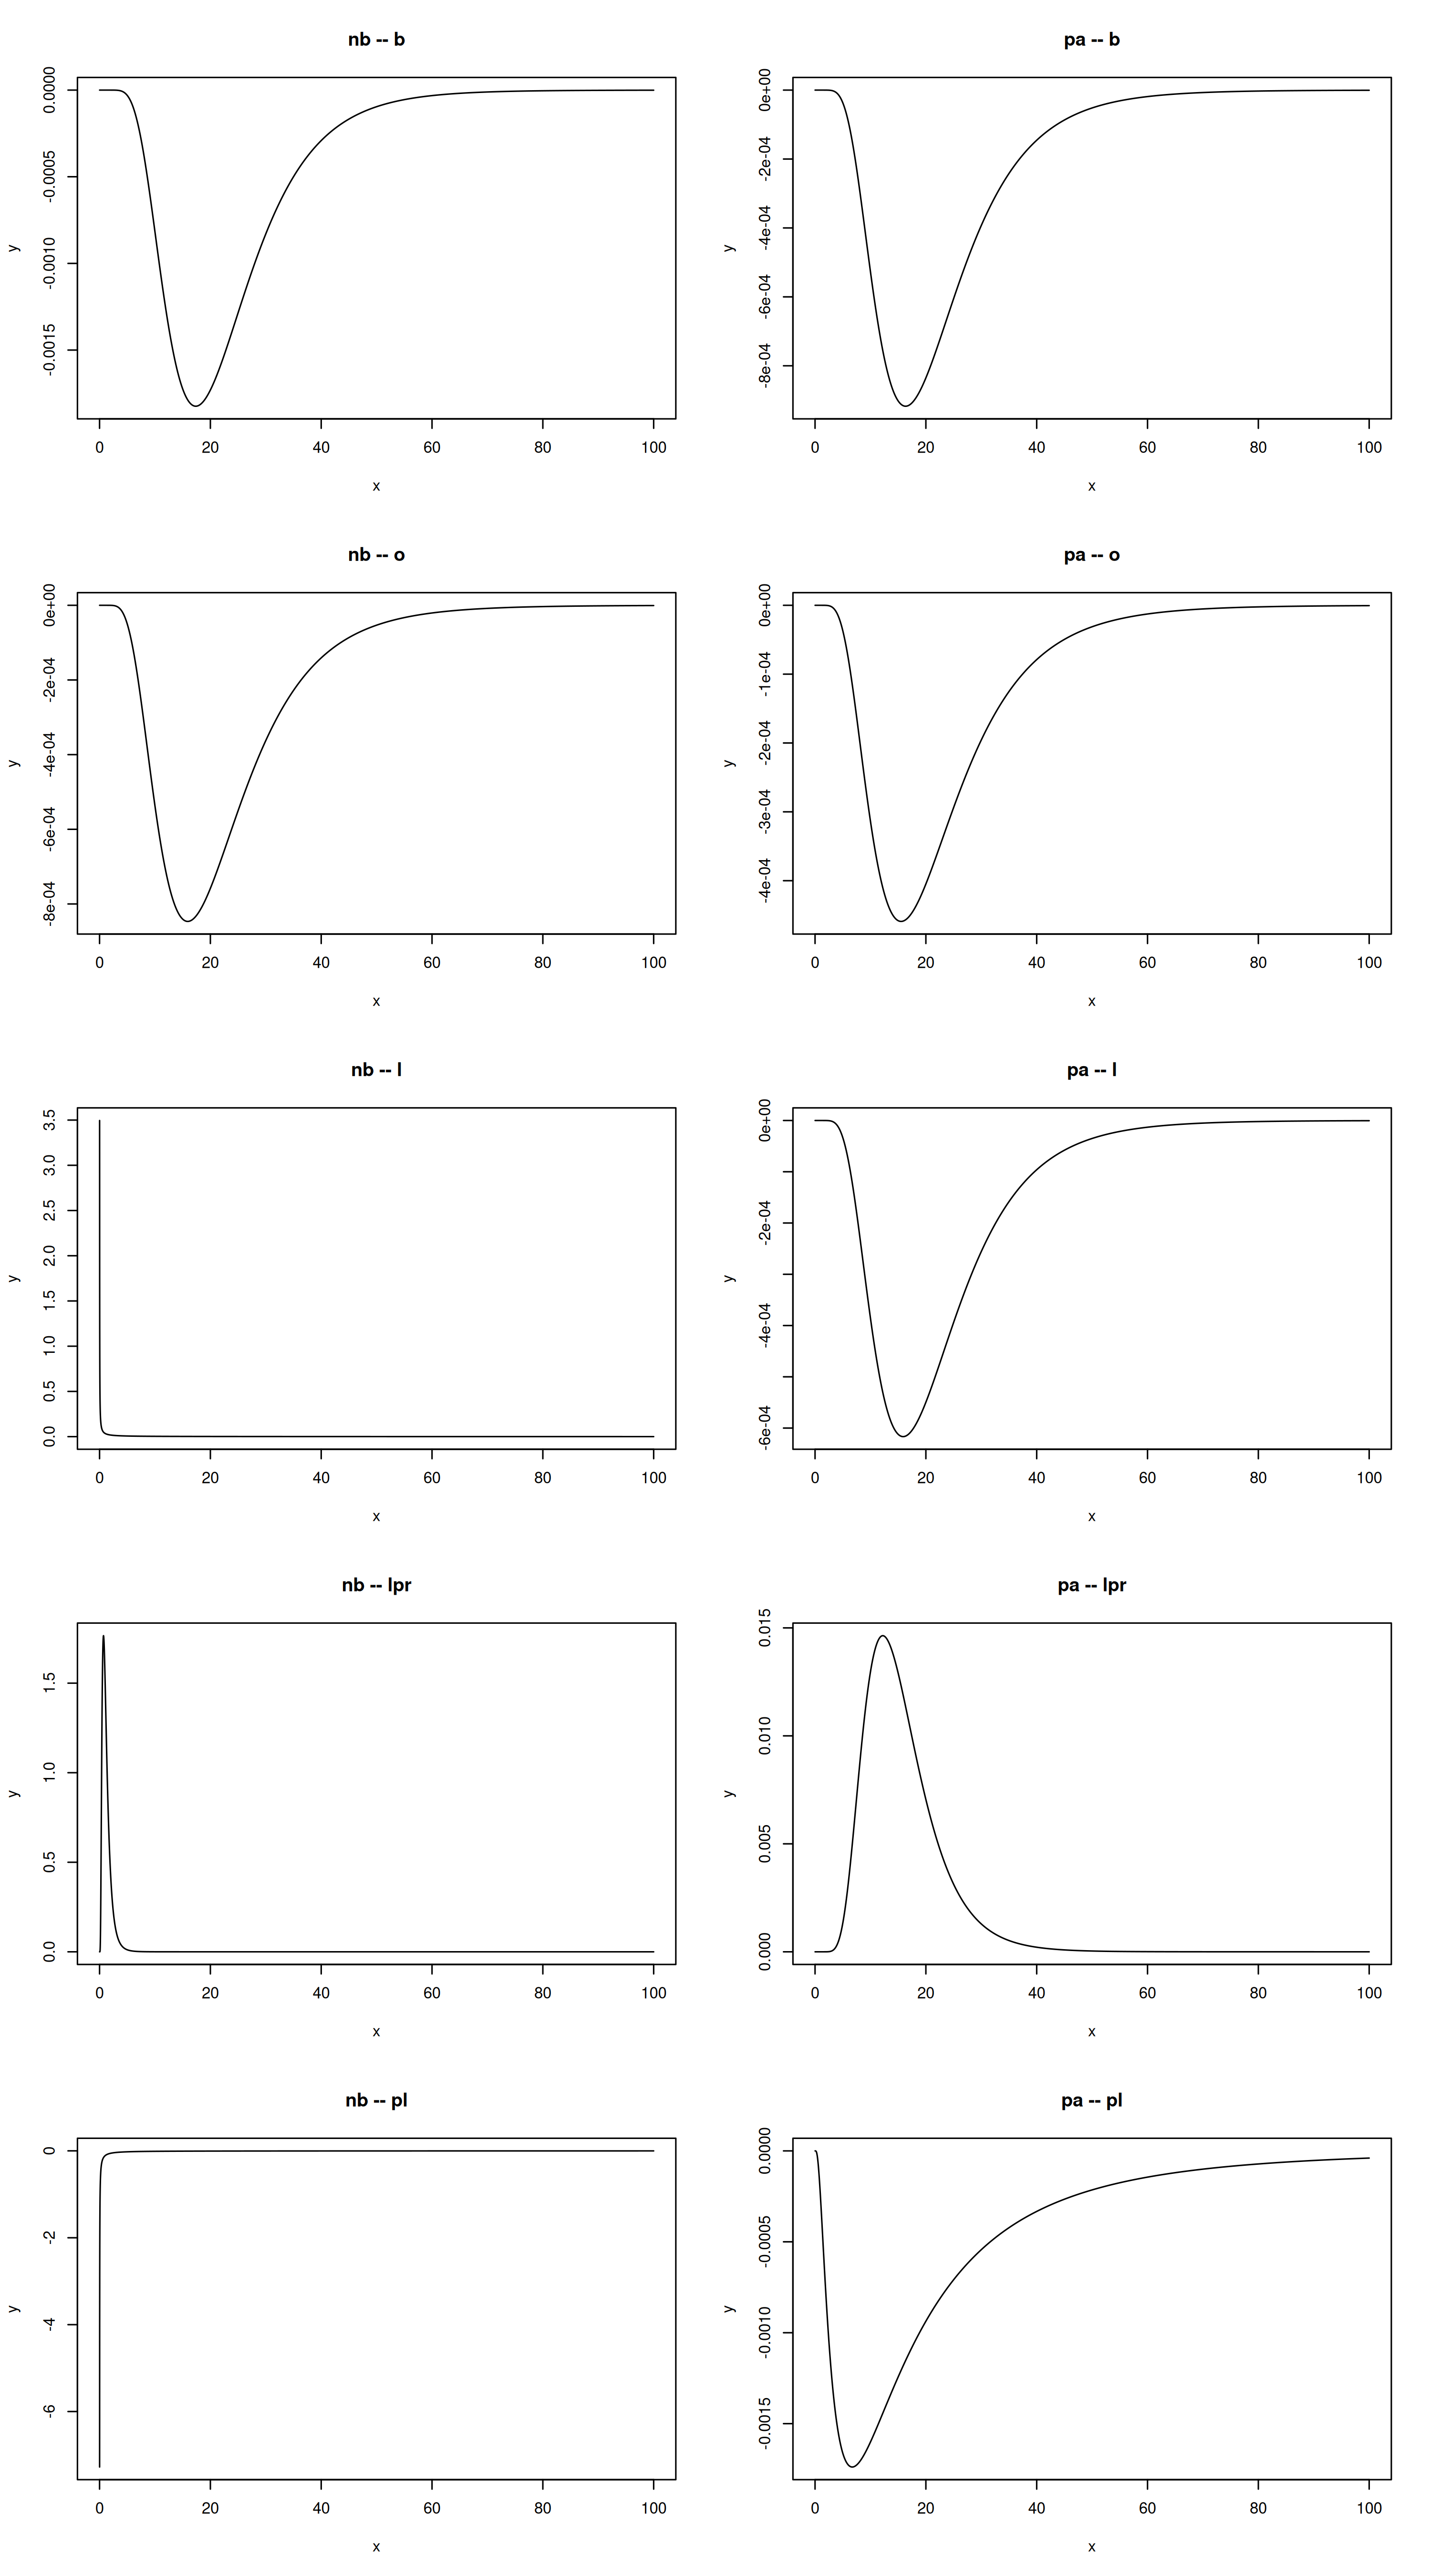 nb -- b
y
0.0000
-0.0005
-0.0010
-0.0015
0 20 40 60 80 100
x
pa -- b
y
0e+00
-2e-04
-4e-04
-6e-04
-8e-04
0 20 40 60 80 100
x
nb -- o
y
0e+00
-2e-04
-4e-04
-6e-04
-8e-04
0 20 40 60 80 100
x
pa -- o
y
0e+00
-1e-04
-2e-04
-3e-04
-4e-04
0 20 40 60 80 100
x
nb -- l
y
3.5
3.0
2.5
2.0
1.5
1.0
0.5
0.0
0 20 40 60 80 100
x
pa -- l
y
0e+00
-2e-04
-4e-04
-6e-04
0 20 40 60 80 100
x
nb -- lpr
y
1.5
1.0
0.5
0.0
0 20 40 60 80 100
x
pa -- lpr
y
0.015
0.010
0.005
0.000
0 20 40 60 80 100
x
nb -- pl
y
0
-2
-4
-6
0 20 40 60 80 100
x
pa -- pl
y
0.0000
-0.0005
-0.0010
-0.0015
0 20 40 60 80 100
x